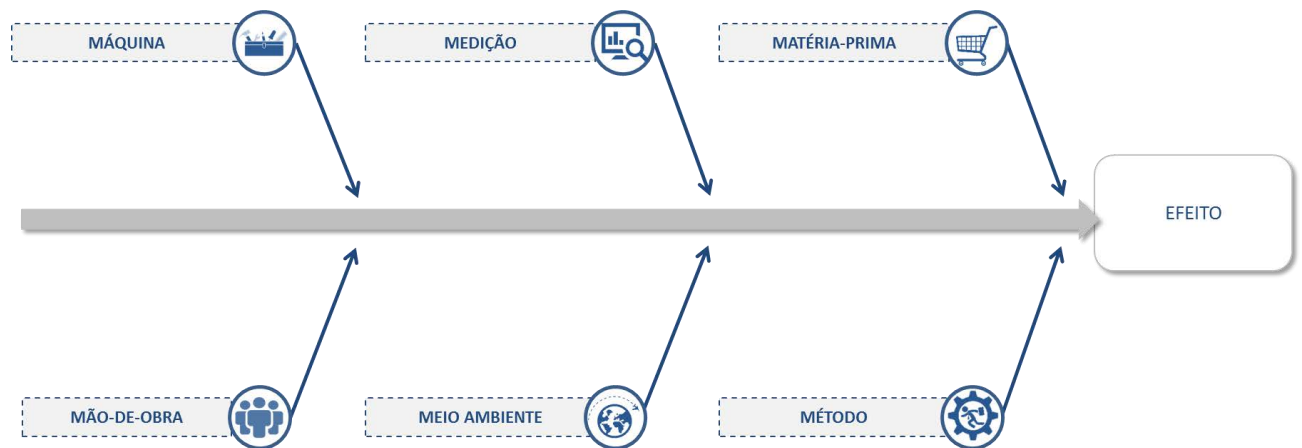 MÁQUINA
MEDIÇÃO
MATÉRIA-PRIMA
EFEITO
MÃO-DE-OBRA
MEIO AMBIENTE
MÉTODO